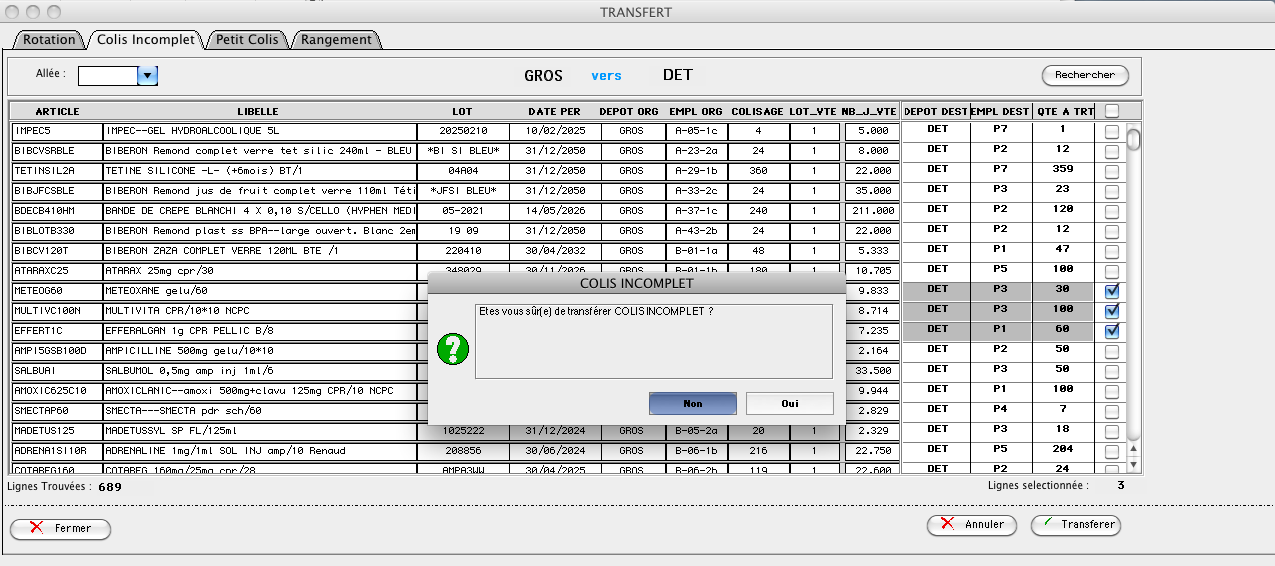 TRANSFERT
Rotation Colis Incomplet Petit Colis Rangement
Allée : GROS vers DET Rechercher
ARTICLE LIBELLE LOT DATE PER DEPOT ORG EMPL ORG COLISAGE LOT_VTE NB_J_VTE DEPOT DEST EMPL DEST QTE A TRT
IMPEC5 IMPEC--GEL HYDROALCOOLIQUE 5L 20250210 10/02/2025 GROS A-05-1c 4 1 5.000 DET P7 1
BIBCVSRBLE BIBERON Remond complet verre tet silic 240ml - BLEU *BI SI BLEU* 31/12/2050 GROS A-23-2a 24 1 8.000 DET P2 12
TETINSIL2A TETINE SILICONE -L- (+6mois) BT/1 04A04 31/12/2050 GROS A-29-1b 360 1 22.000 DET P7 359
BIBJFCSBLE BIBERON Remond jus de fruit complet verre 110ml Téti *JFSI BLEU* 31/12/2050 GROS A-33-2c 24 1 35.000 DET P3 23
BDECB410HM BANDE DE CREPE BLANCHI 4 X 0,10 S/CELLO (HYPHEN MEDI 05-2021 14/05/2026 GROS A-37-1c 240 1 211.000 DET P2 120
BIBLOTB330 BIBERON Remond plast ss BPA--large ouvert. Blanc 2em 19 09 31/12/2050 GROS A-43-2b 24 1 22.000 DET P2 12
BIBCV120T BIBERON ZAZA COMPLET VERRE 120ML BTE /1 220410 30/04/2032 GROS B-01-1a 48 1 5.333 DET P1 47
ATARAXC25 ATARAX 25mg cpr/30 348029 30/11/2026 GROS B-01-1b 180 1 10.705 DET P5 100
METEOG60 METEOXANE gelu/60 9.833 DET P3 30
MULTIVC100N MULTIVITA CPR/10*10 NCPC 8.714 DET P3 100
EFFERT1C EFFERALGAN 1g CPR PELLIC B/8 7.235 DET P1 60
AMPI5GSB100D AMPICILLINE 500mg gelu/10*10 2.164 DET P2 50
SALBUAI SALBUMOL 0,5mg amp inj 1ml/6 33.500 DET P3 50
AMOXIC625C10 AMOXICLANIC--amoxi 500mg+clavu 125mg CPR/10 NCPC 9.944 DET P1 100
SMECTAP60 SMECTA---SMECTA pdr sch/60 2.829 DET P4 7
MADETUS125 MADETUSSYL SP FL/125ml 1025222 31/12/2024 GROS B-05-2a 20 1 2.329 DET P3 18
ADRENA1SI10R ADRENALINE 1mg/1ml SOL INJ amp/10 Renaud 208856 30/06/2024 GROS B-06-1b 216 1 22.750 DET P5 204
COTAREG160 COTAREG 160mg/25mg cpr/28 AMPA3WW 30/04/2025 GROS B-06-2b 119 1 22.600 DET P2 24
COLIS INCOMPLET
Etes vous sûr(e) de transférer COLIS INCOMPLET ?
Non Oui
Lignes Trouvées : 689 Lignes selectionnée : 3
Fermer Annuler Transferer